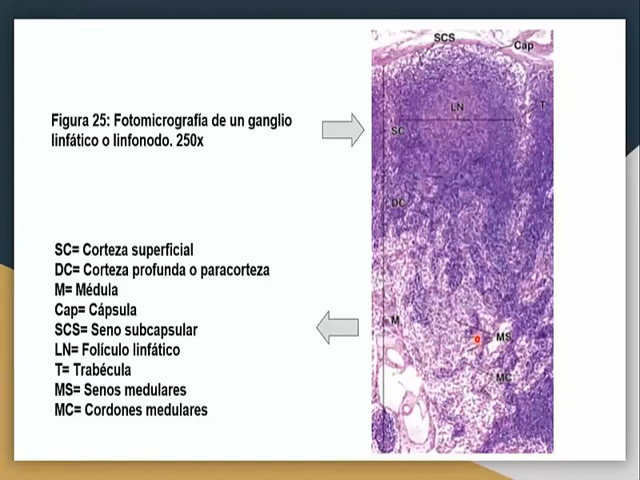 Figura 25: Fotomicrografía de un ganglio
linfático o linfonodo. 250x
SC= Corteza superficial
DC= Corteza profunda o paracorteza
M= Médula
Cap= Cápsula
SCS= Seno subcapsular
LN= Folículo linfático
T= Trabécula
MS= Senos medulares
MC= Cordones medulares
SCS
Cap
LN
T
SC
DC
M
MS
MC